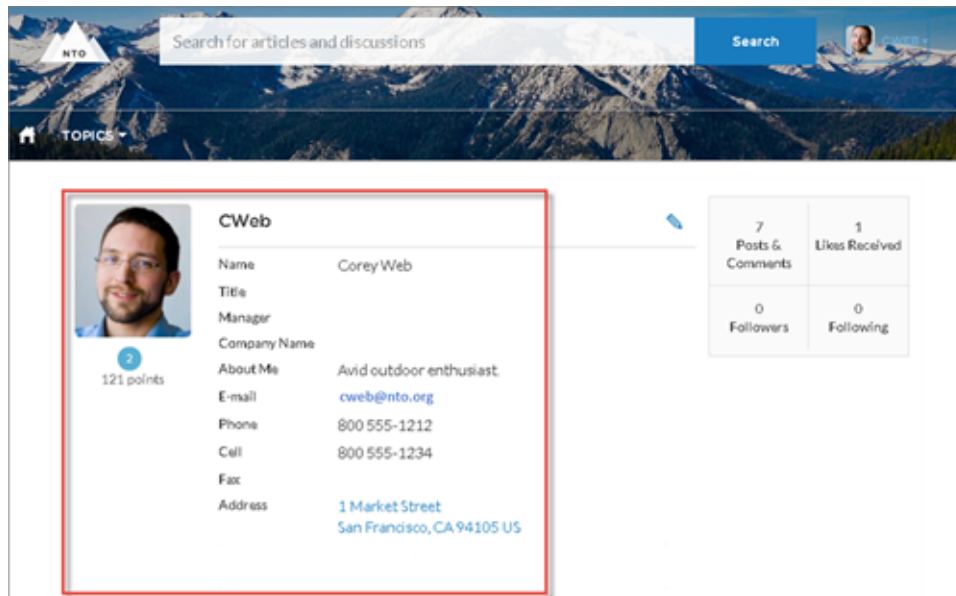 NTO
Search for articles and discussions
Search
CWEB
TOPICS
CWeb
Name Corey Web
Title
Manager
Company Name
About Me Avid outdoor enthusiast.
E-mail cweb@nto.org
Phone 800 555-1212
Cell 800 555-1234
Fax
Address 1 Market Street
San Francisco, CA 94105 US
2
121 points
7
Posts &
Comments
1
Likes Received
0
Followers
0
Following